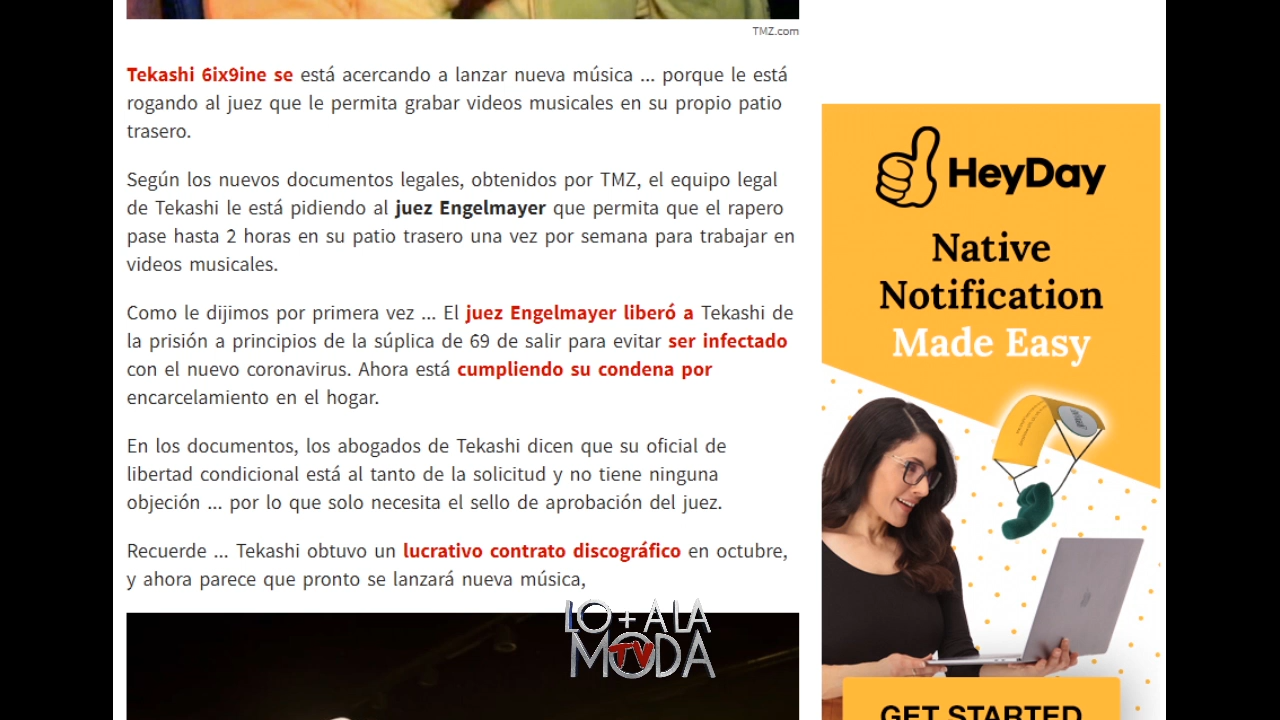 TMZ.com
Tekashi 6ix9ine se está acercando a lanzar nueva música ... porque le está
rogando al juez que le permita grabar videos musicales en su propio patio
trasero.
Según los nuevos documentos legales, obtenidos por TMZ, el equipo legal
de Tekashi le está pidiendo al juez Engelmayer que permita que el rapero
pase hasta 2 horas en su patio trasero una vez por semana para trabajar en
videos musicales.
Como le dijimos por primera vez ... El juez Engelmayer liberó a Tekashi de
la prisión a principios de la súplica de 69 de salir para evitar ser infectado
con el nuevo coronavirus. Ahora está cumpliendo su condena por
encarcelamiento en el hogar.
En los documentos, los abogados de Tekashi dicen que su oficial de
libertad condicional está al tanto de la solicitud y no tiene ninguna
objeción ... por lo que solo necesita el sello de aprobación del juez.
Recuerde ... Tekashi obtuvo un lucrativo contrato discográfico en octubre,
y ahora parece que pronto se lanzará nueva música,
LO + A LA
MODA
TV
HeyDay
Native
Notification
Made Easy
GET STARTED